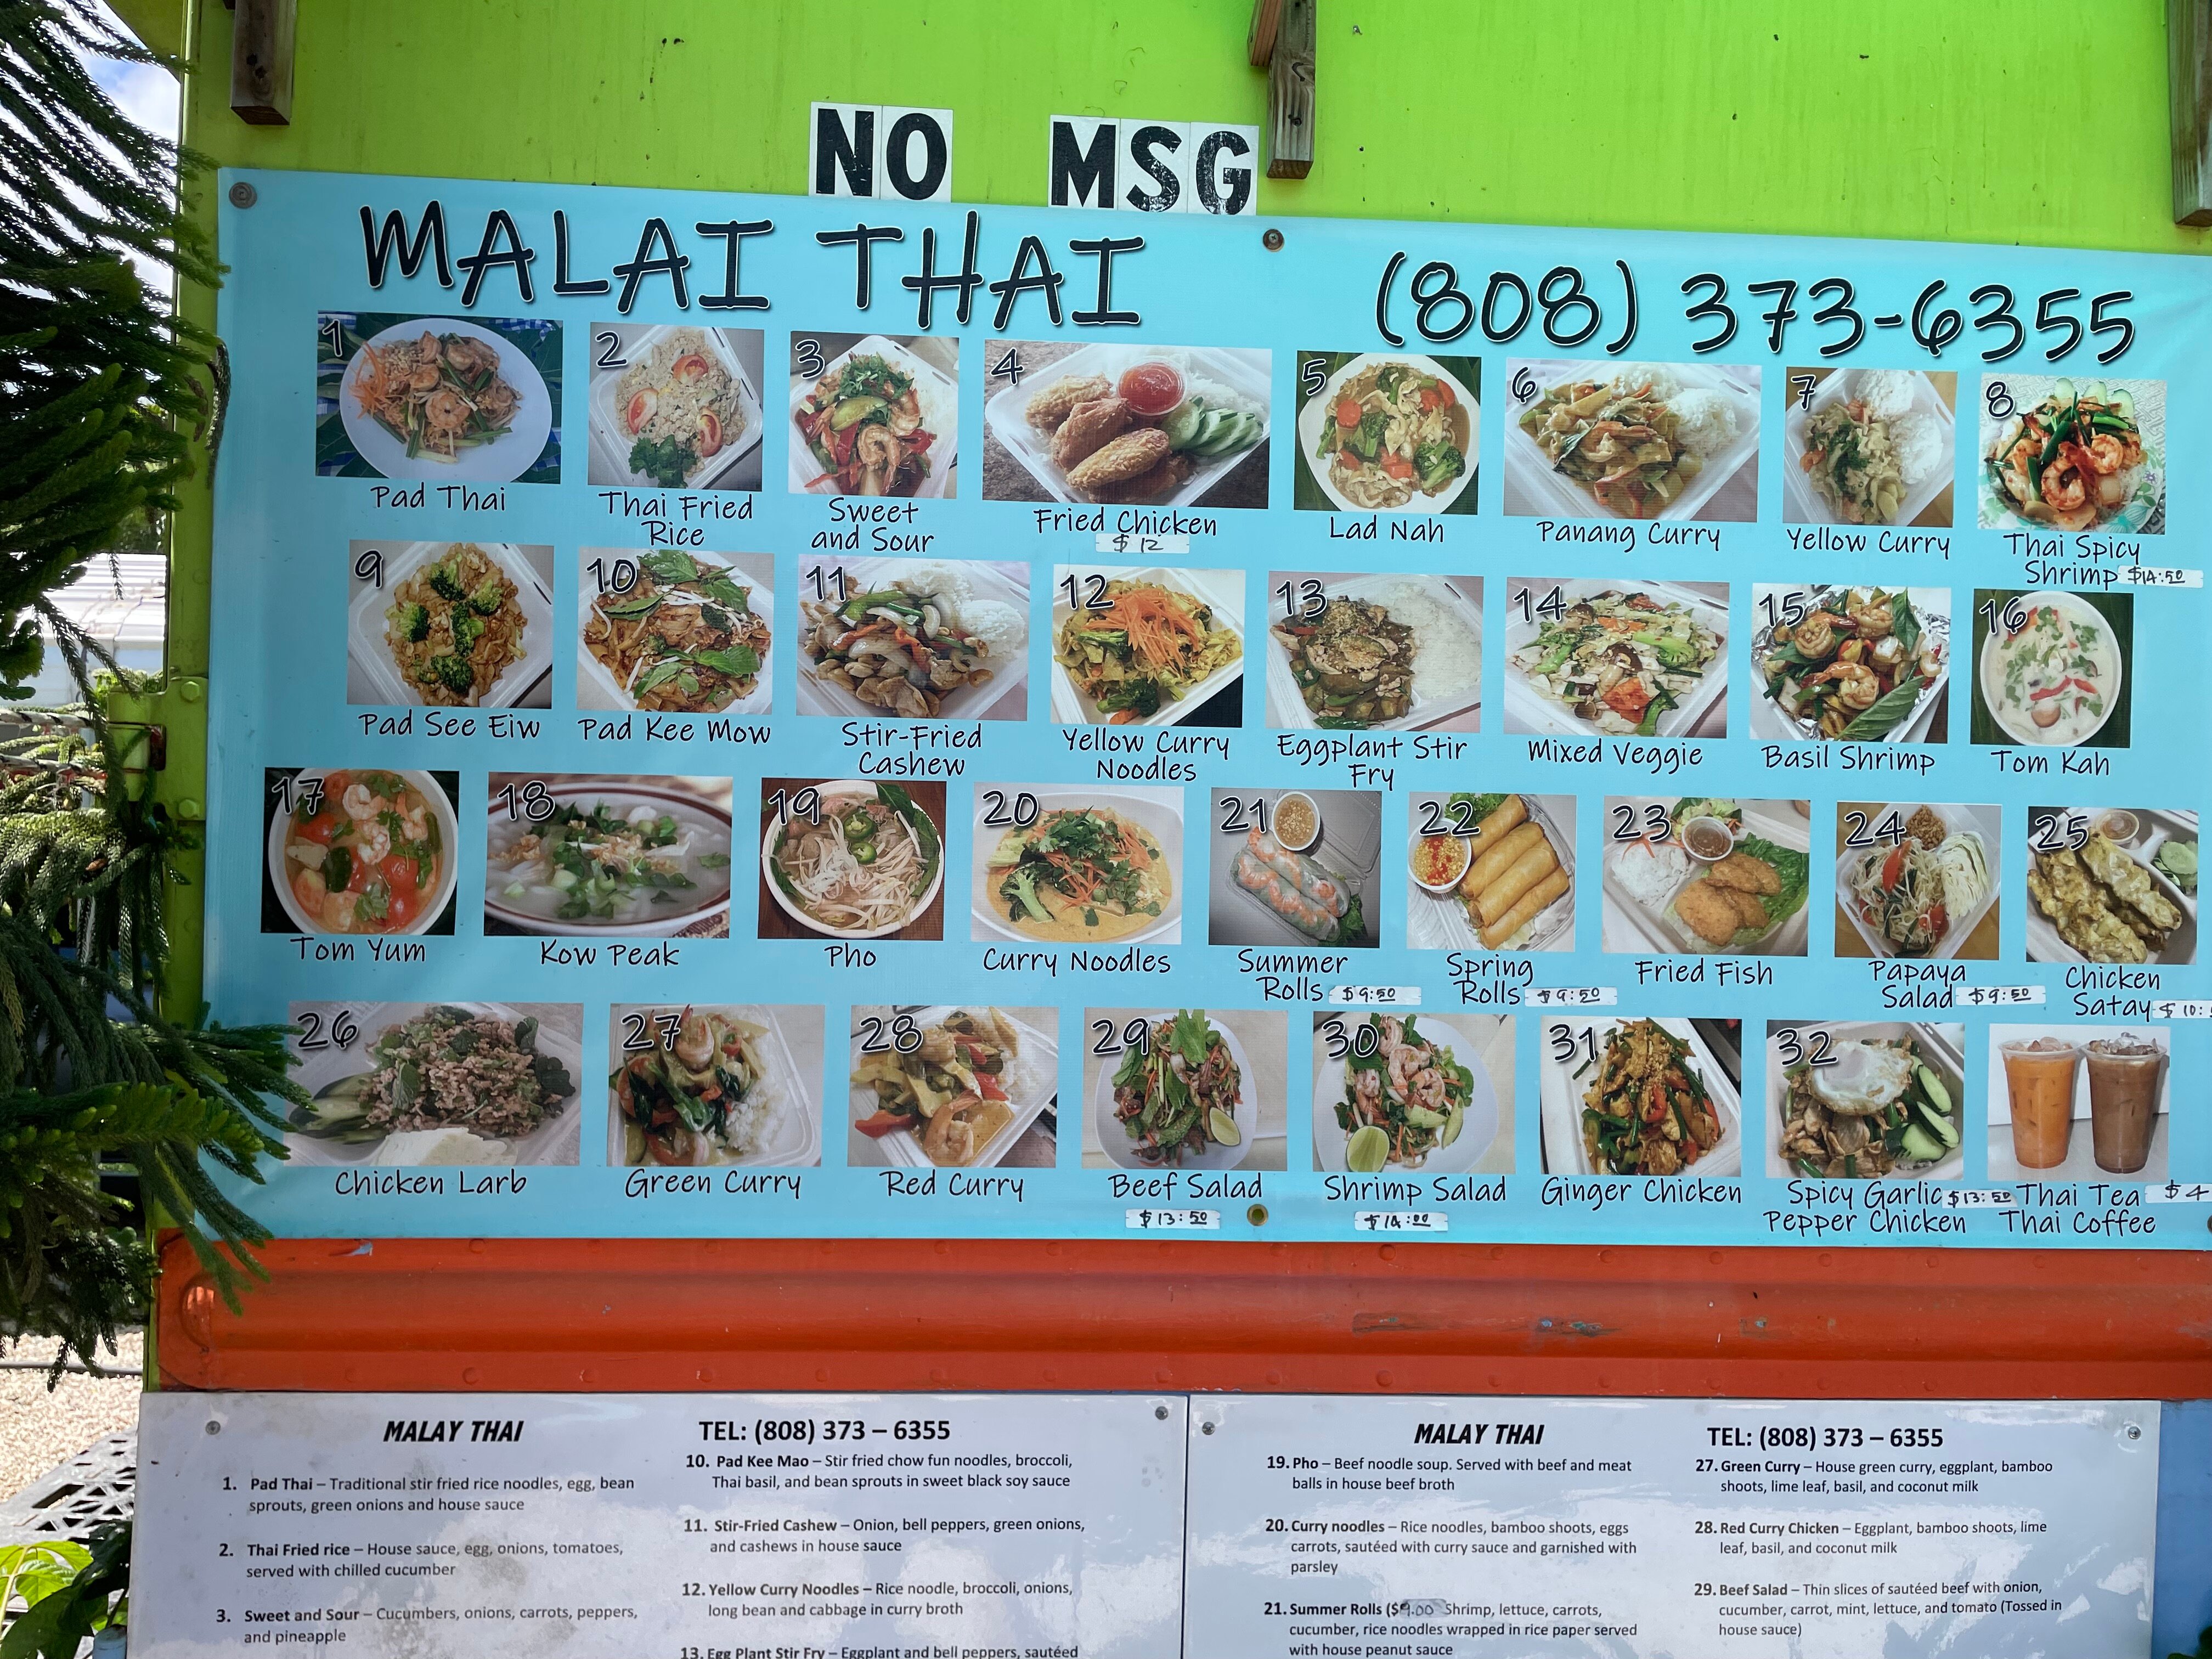 NO MSG
MALAI THAI (808) 373-6355
1 2 3 4 5 6 7 8
Pad Thai
Thai Fried
Rice
Sweet
and Sour
Fried Chicken
$12
Lad Nah
Panang Curry
Yellow Curry
Thai Spicy
Shrimp $14:50
9 10 11 12 13 14 15 16
Pad See Eiw
Pad Kee Mow
Stir-Fried
Cashew
Yellow Curry
Noodles
Eggplant Stir
Fry
Mixed Veggie
Basil Shrimp
Tom Kah
17 18 19 20 21 22 23 24 25
Tom Yum
Kow Peak
Pho
Curry Noodles
Summer
Rolls $9:50
Spring
Rolls $9:50
Fried Fish
Papaya
Salad $9:50
Chicken
Satay $10:
26 27 28 29 30 31 32
Chicken Larb
Green Curry
Red Curry
Beef Salad
$13:50
Shrimp Salad
$14:00
Ginger Chicken
Spicy Garlic $13:50
Pepper Chicken
Thai Tea $4
Thai Coffee
MALAY THAI TEL: (808) 373 – 6355
1. Pad Thai – Traditional stir fried rice noodles, egg, bean
sprouts, green onions and house sauce
2. Thai Fried rice – House sauce, egg, onions, tomatoes,
served with chilled cucumber
3. Sweet and Sour – Cucumbers, onions, carrots, peppers,
and pineapple
10. Pad Kee Mao – Stir fried chow fun noodles, broccoli,
Thai basil, and bean sprouts in sweet black soy sauce
11. Stir-Fried Cashew – Onion, bell peppers, green onions,
and cashews in house sauce
12. Yellow Curry Noodles – Rice noodle, broccoli, onions,
long bean and cabbage in curry broth
13. Egg Plant Stir Fry – Eggplant and bell peppers, sautéed
MALAY THAI TEL: (808) 373 – 6355
19. Pho – Beef noodle soup. Served with beef and meat
balls in house beef broth
20. Curry noodles – Rice noodles, bamboo shoots, eggs
carrots, sautéed with curry sauce and garnished with
parsley
21. Summer Rolls ($9.00 Shrimp, lettuce, carrots,
cucumber, rice noodles wrapped in rice paper served
with house peanut sauce
27. Green Curry – House green curry, eggplant, bamboo
shoots, lime leaf, basil, and coconut milk
28. Red Curry Chicken – Eggplant, bamboo shoots, lime
leaf, basil, and coconut milk
29. Beef Salad – Thin slices of sautéed beef with onion,
cucumber, carrot, mint, lettuce, and tomato (Tossed in
house sauce)